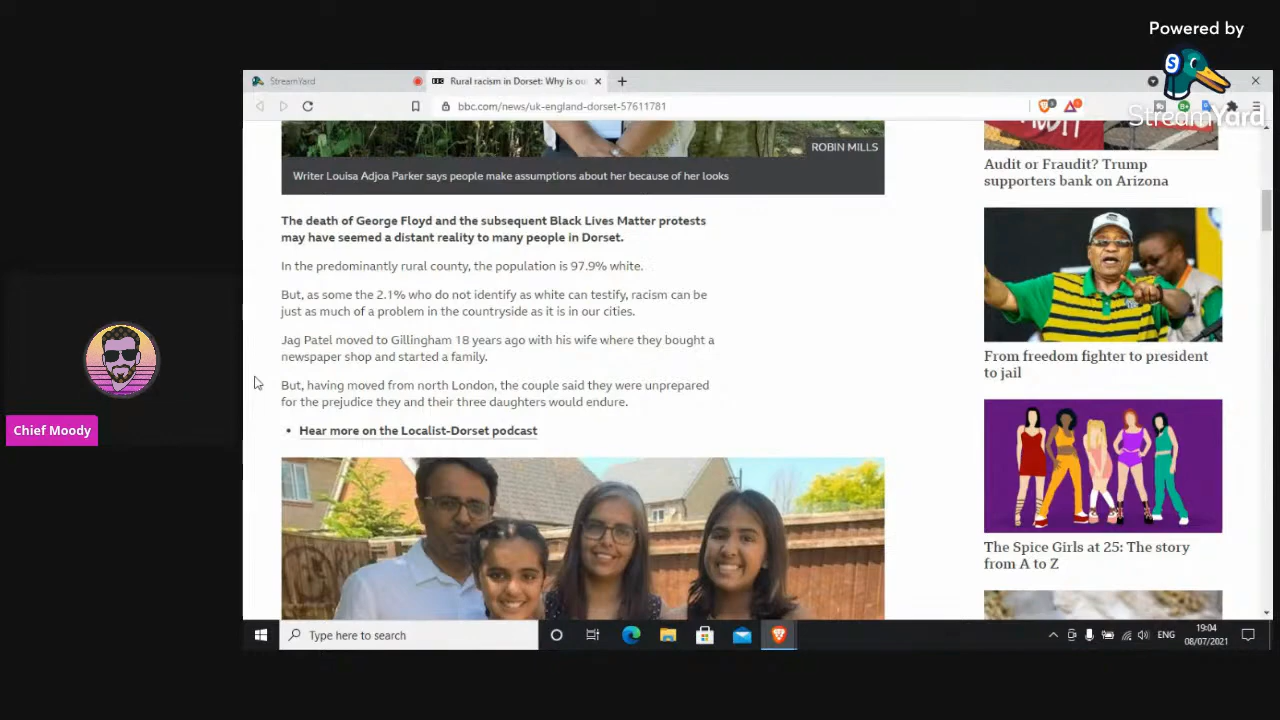 Powered by
StreamYard
StreamYard
Rural racism in Dorset: Why is ou
bbc.com/news/uk-england-dorset-57611781
ROBIN MILLS
Writer Louisa Adjoa Parker says people make assumptions about her because of her looks
The death of George Floyd and the subsequent Black Lives Matter protests
may have seemed a distant reality to many people in Dorset.
In the predominantly rural county, the population is 97.9% white.
But, as some the 2.1% who do not identify as white can testify, racism can be
just as much of a problem in the countryside as it is in our cities.
Jag Patel moved to Gillingham 18 years ago with his wife where they bought a
newspaper shop and started a family.
But, having moved from north London, the couple said they were unprepared
for the prejudice they and their three daughters would endure.
• Hear more on the Localist-Dorset podcast
AUDIT
Audit or Fraudit? Trump
supporters bank on Arizona
From freedom fighter to president
to jail
The Spice Girls at 25: The story
from A to Z
Chief Moody
Type here to search
ENG
19:04
08/07/2021